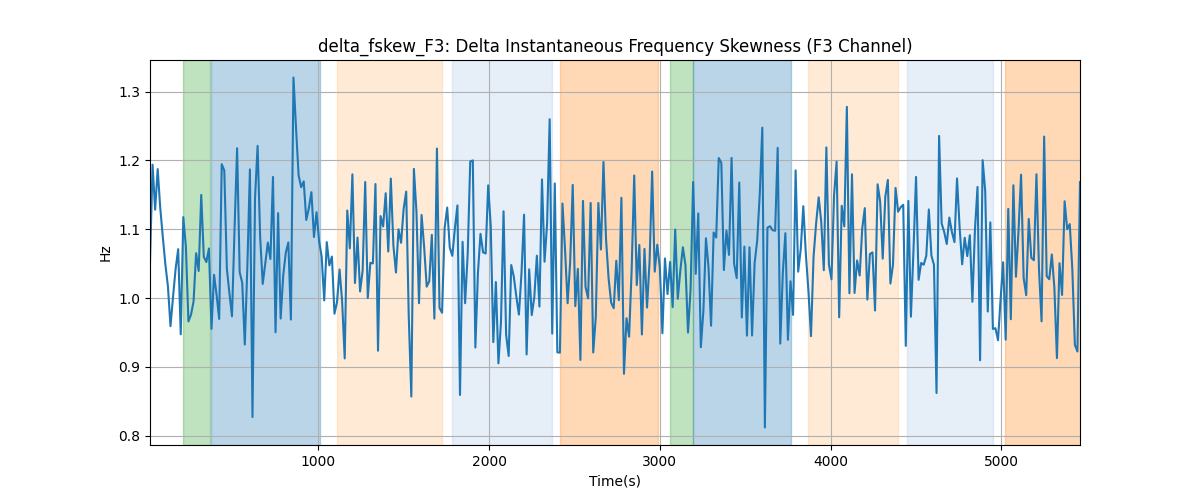 delta_fskew_F3: Delta Instantaneous Frequency Skewness (F3 Channel)
Hz
1.3
1.2
1.1
1.0
0.9
0.8
1000 2000 3000 4000 5000
Time(s)